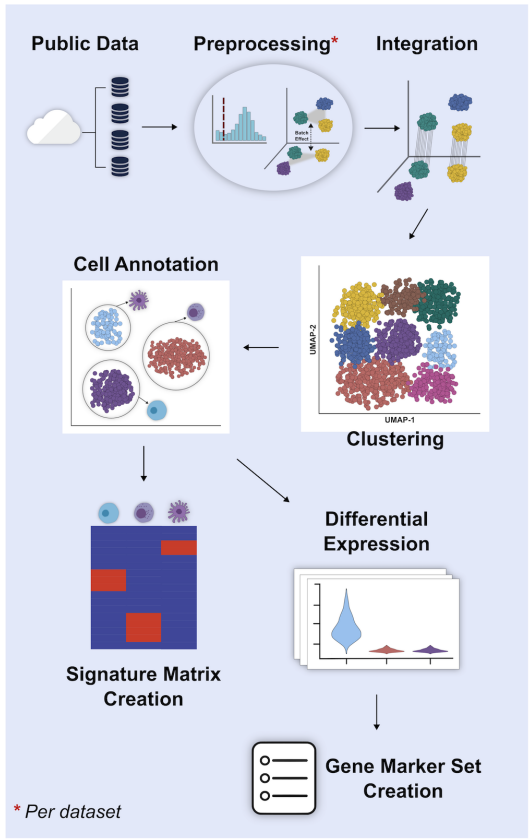 Public Data
Preprocessing*
Integration
Batch
Effect
Cell Annotation
UMAP-2
UMAP-1
Clustering
Differential
Expression
Signature Matrix
Creation
Gene Marker Set
Creation
* Per dataset